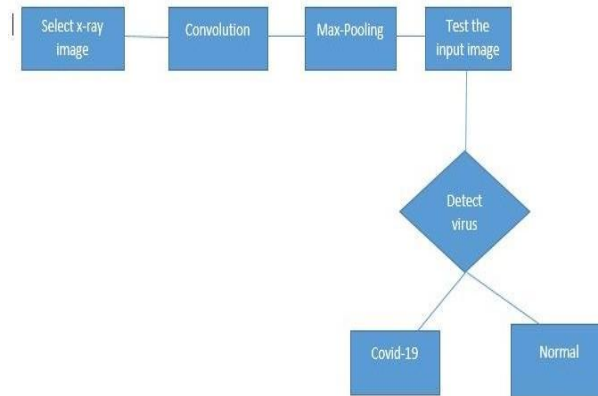 Select x-ray
image
Convolution
Max-Pooling
Test the
input image
Detect
virus
Covid-19
Normal